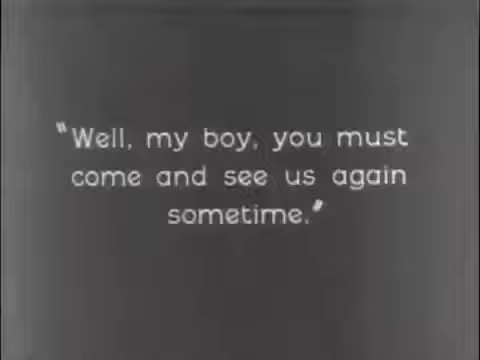 "Well, my boy, you must
come and see us again
sometime."